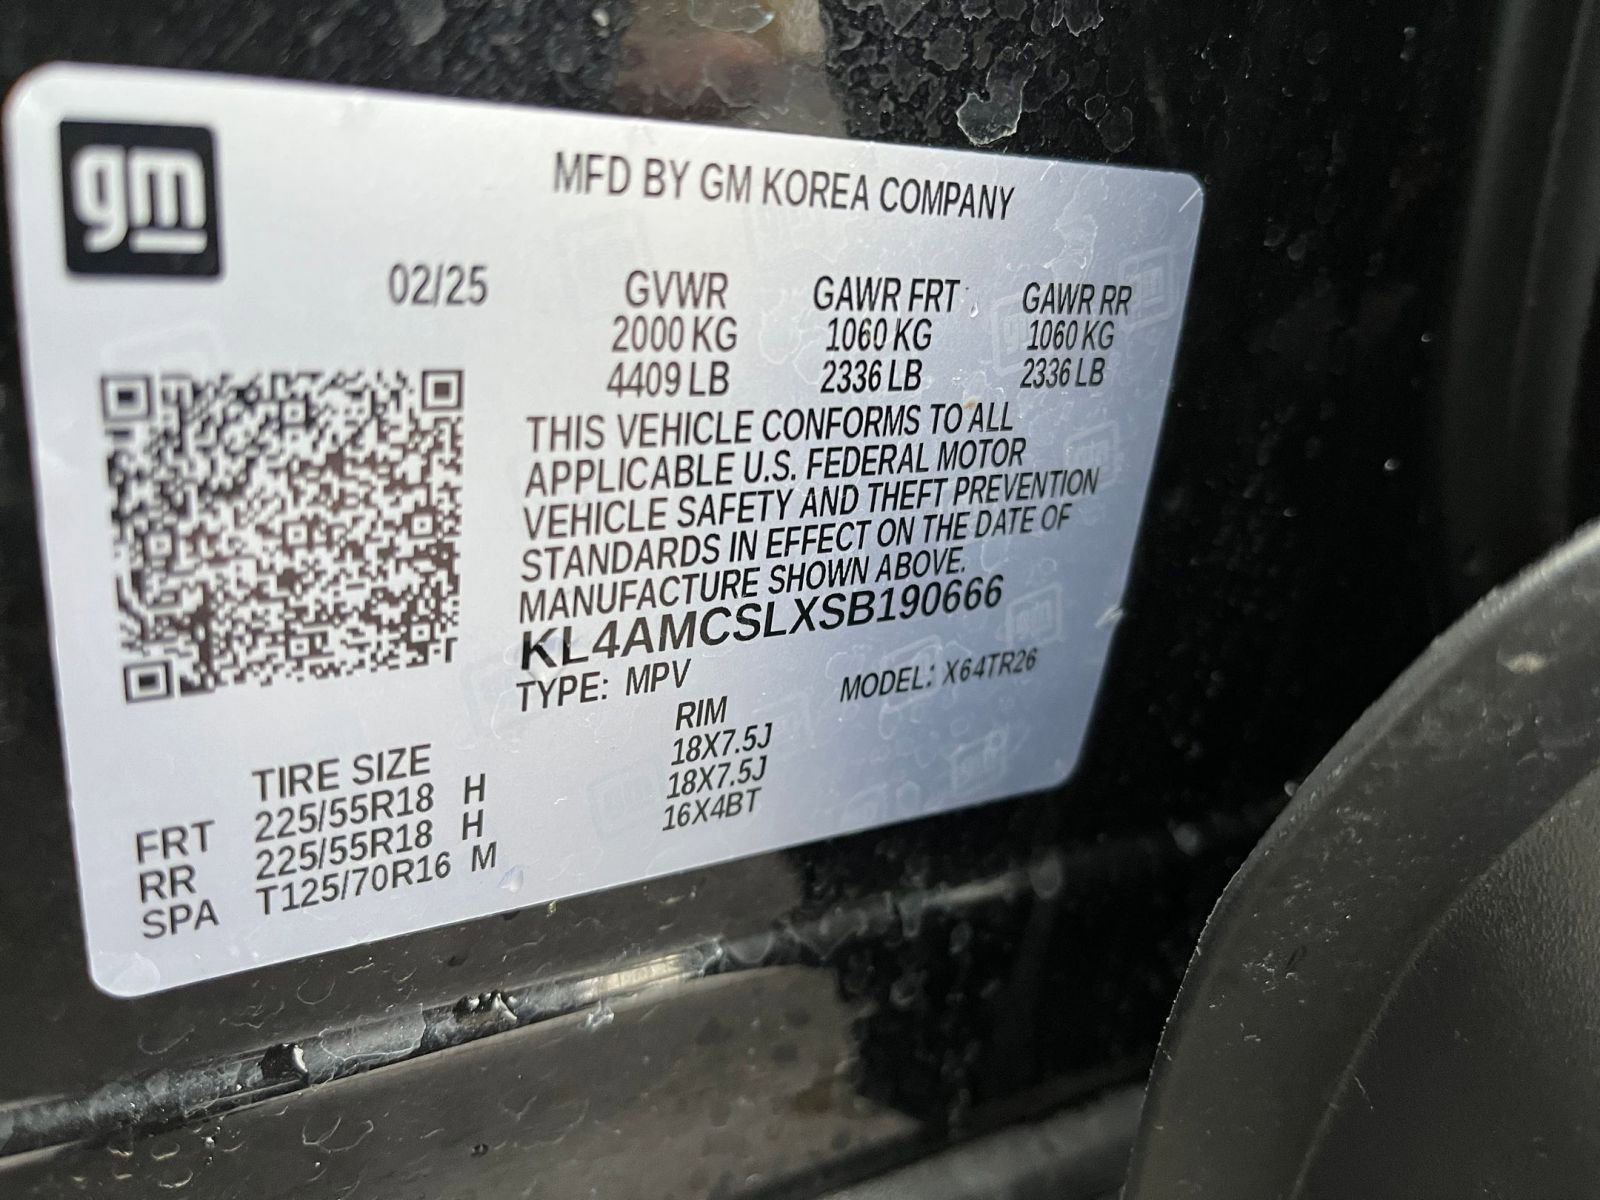 gm
MFD BY GM KOREA COMPANY
02/25 GVWR GAWR FRT GAWR RR
2000 KG 1060 KG 1060 KG
4409 LB 2336 LB 2336 LB
THIS VEHICLE CONFORMS TO ALL
APPLICABLE U.S. FEDERAL MOTOR
VEHICLE SAFETY AND THEFT PREVENTION
STANDARDS IN EFFECT ON THE DATE OF
MANUFACTURE SHOWN ABOVE.
KL4AMCSLXSB190666
TYPE: MPV MODEL: X64TR26
TIRE SIZE RIM
FRT 225/55R18 H 18X7.5J
RR 225/55R18 H 18X7.5J
SPA T125/70R16 M 16X4BT